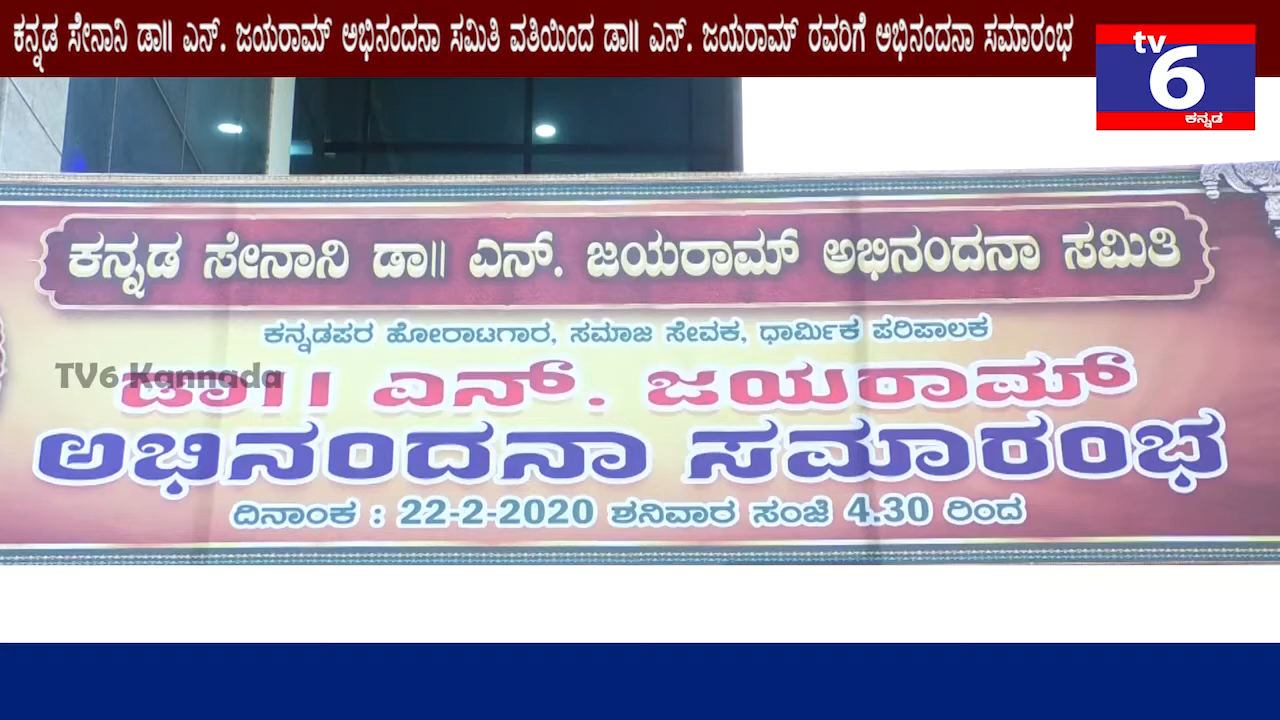 ಕನ್ನಡ ಸೇನಾನಿ ಡಾ|| ಎನ್. ಜಯರಾಮ್ ಅಭಿನಂದನಾ ಸಮಿತಿ ವತಿಯಿಂದ ಡಾ|| ಎನ್. ಜಯರಾಮ್ ರವರಿಗೆ ಅಭಿನಂದನಾ ಸಮಾರಂಭ
tv
6
ಕನ್ನಡ
ಕನ್ನಡ ಸೇನಾನಿ ಡಾ|| ಎನ್. ಜಯರಾಮ್ ಅಭಿನಂದನಾ ಸಮಿತಿ
ಕನ್ನಡಪರ ಹೋರಾಟಗಾರ, ಸಮಾಜ ಸೇವಕ, ಧಾರ್ಮಿಕ ಪರಿಪಾಲಕ
TV6 Kannada
ಡಾ|| ಎನ್. ಜಯರಾಮ್
ಅಭಿನಂದನಾ ಸಮಾರಂಭ
ದಿನಾಂಕ : 22-2-2020 ಶನಿವಾರ ಸಂಜೆ 4.30 ರಿಂದ